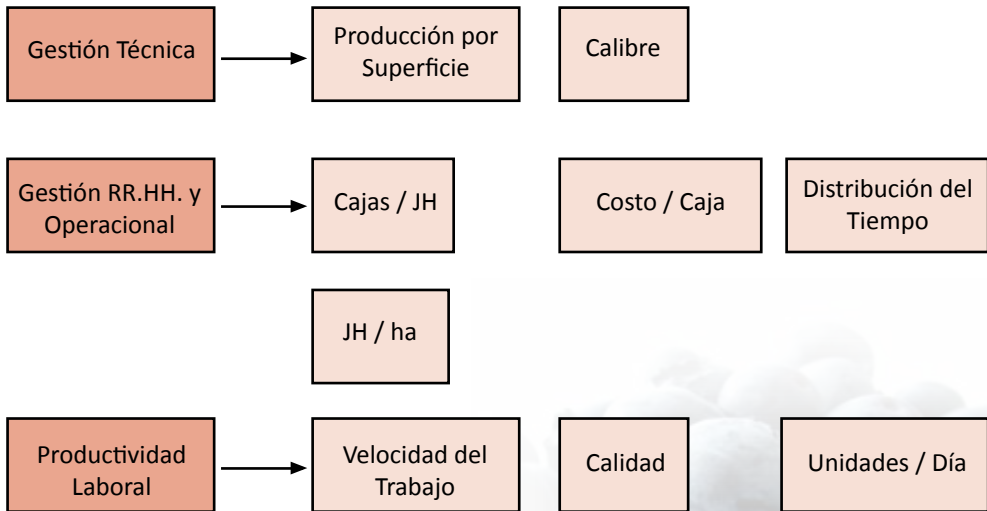 Gestión Técnica
Producción por
Superficie
Calibre
Gestión RR.HH. y
Operacional
Cajas / JH
Costo / Caja
Distribución del
Tiempo
JH / ha
Productividad
Laboral
Velocidad del
Trabajo
Calidad
Unidades / Día